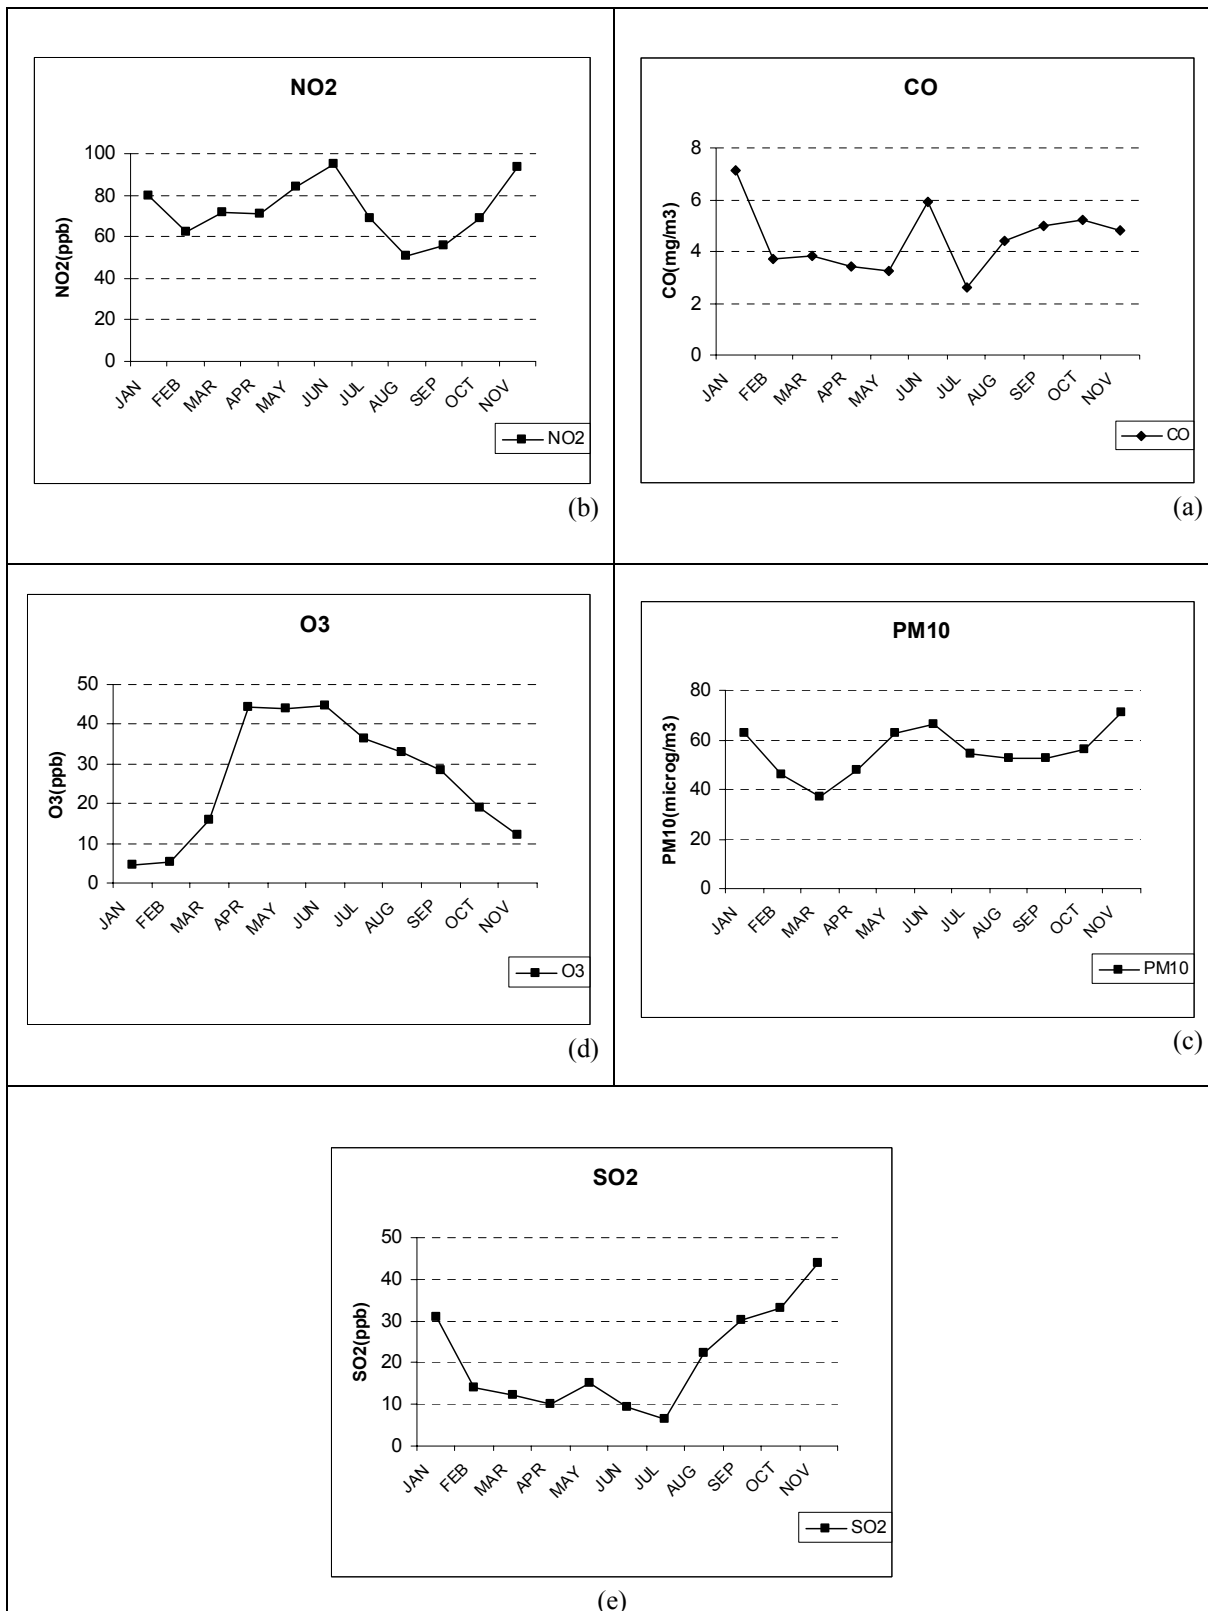 NO2
100
80
60
40
20
0
NO2(ppb)
JAN FEB MAR APR MAY JUN JUL AUG SEP OCT NOV
NO2
(b)
CO
8
6
4
2
0
CO(mg/m3)
JAN FEB MAR APR MAY JUN JUL AUG SEP OCT NOV
CO
(a)
O3
50
40
30
20
10
0
O3(ppb)
JAN FEB MAR APR MAY JUN JUL AUG SEP OCT NOV
O3
(d)
PM10
80
60
40
20
0
PM10(microg/m3)
JAN FEB MAR APR MAY JUN JUL AUG SEP OCT NOV
PM10
(c)
SO2
50
40
30
20
10
0
SO2(ppb)
JAN FEB MAR APR MAY JUN JUL AUG SEP OCT NOV
SO2
(e)